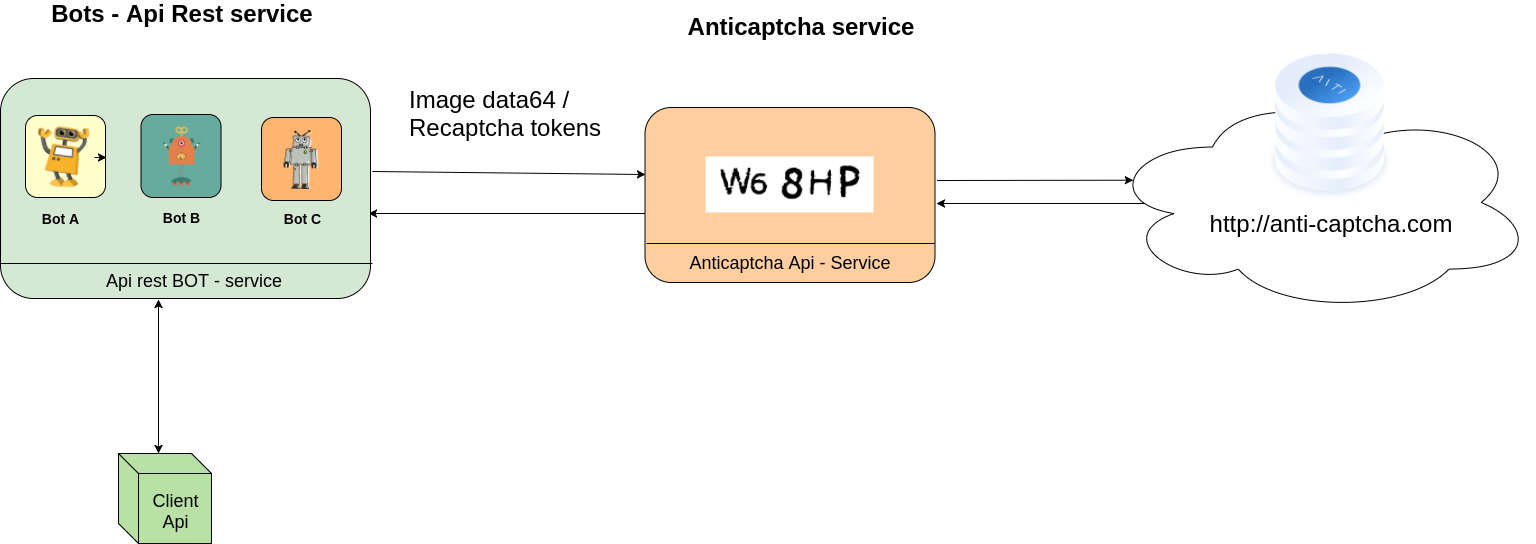 Bots - Api Rest service
Anticaptcha service
Image data64 /
Recaptcha tokens
ANTI
W6 8HP
http://anti-captcha.com
Bot A
Bot B
Bot C
Anticaptcha Api - Service
Api rest BOT - service
Client
Api